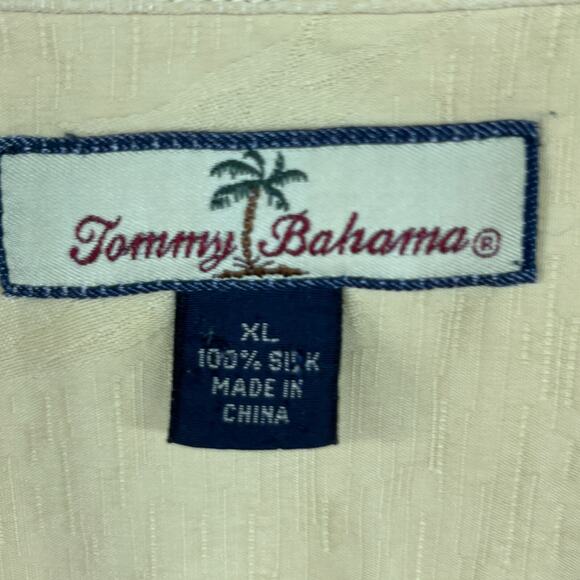 Tommy Bahama®
XL
100% SILK
MADE IN
CHINA